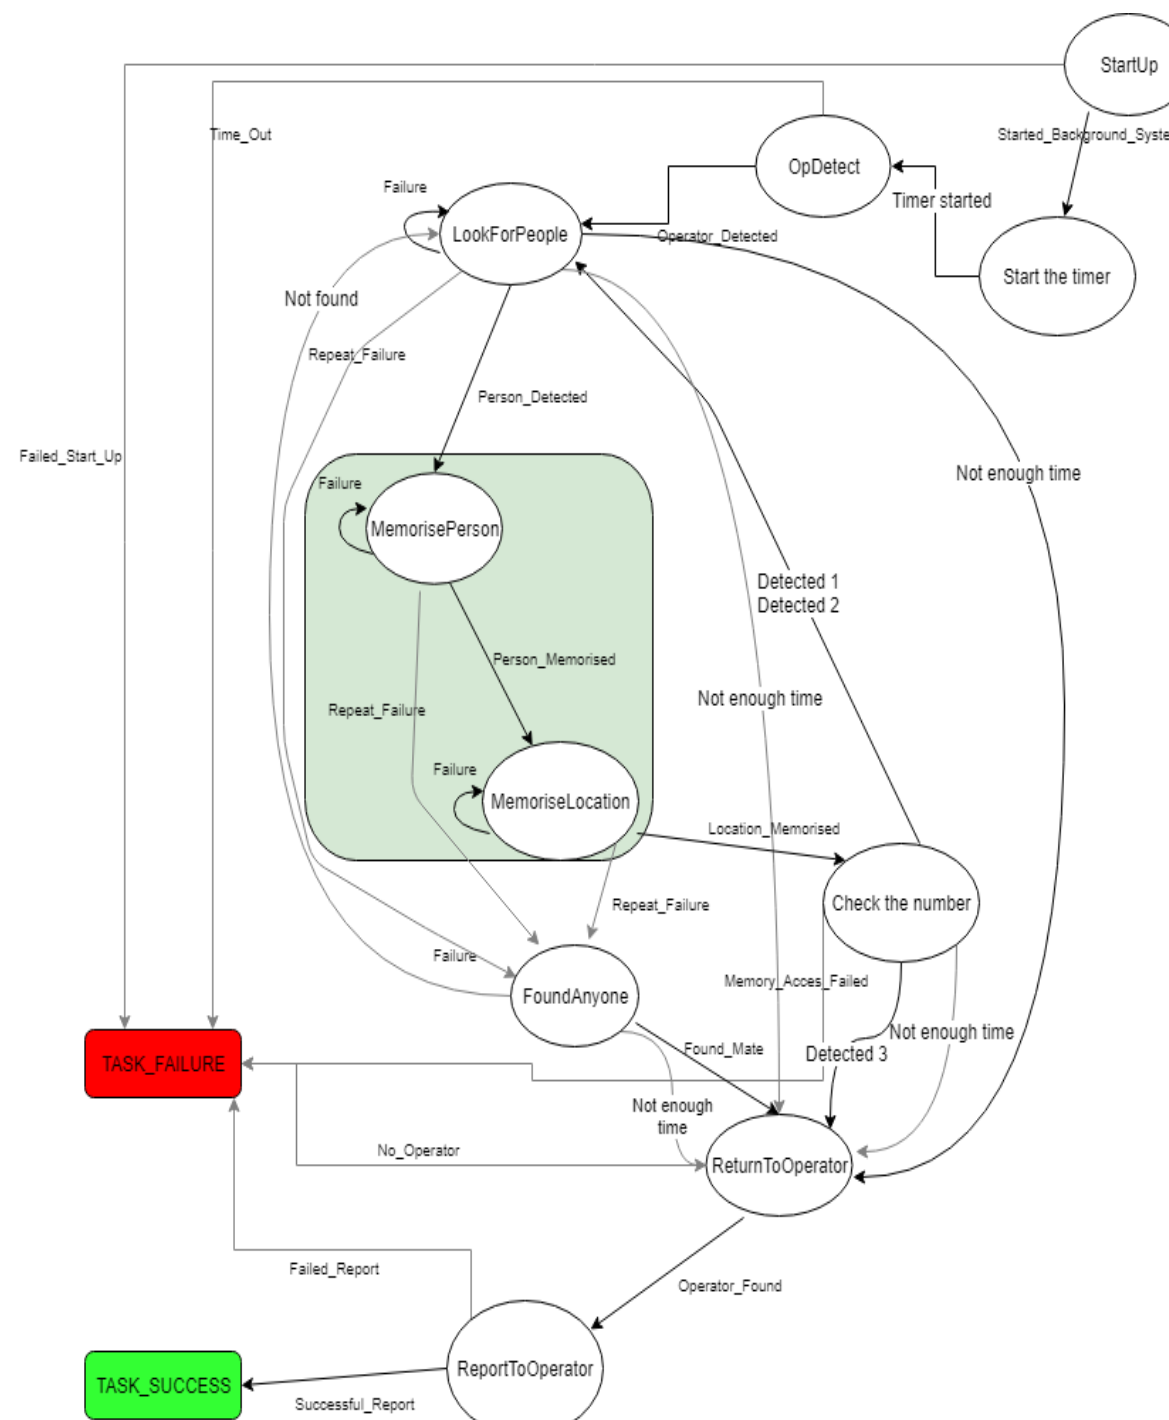 StartUp
Started_Background_Syste
Time_Out
OpDetect
Timer started
Failure
LookForPeople
Operator_Detected
Start the timer
Not found
Repeat_Failure
Person_Detected
Failed_Start_Up
Not enough time
Failure
MemorisePerson
Detected 1
Detected 2
Person_Memorised
Not enough time
Repeat_Failure
Failure
MemoriseLocation
Location_Memorised
Repeat_Failure
Check the number
Failure
Memory_Acces_Failed
FoundAnyone
Not enough time
Found_Mate
Detected 3
TASK_FAILURE
Not enough
time
No_Operator
ReturnToOperator
Failed_Report
Operator_Found
ReportToOperator
TASK_SUCCESS
Successful_Report